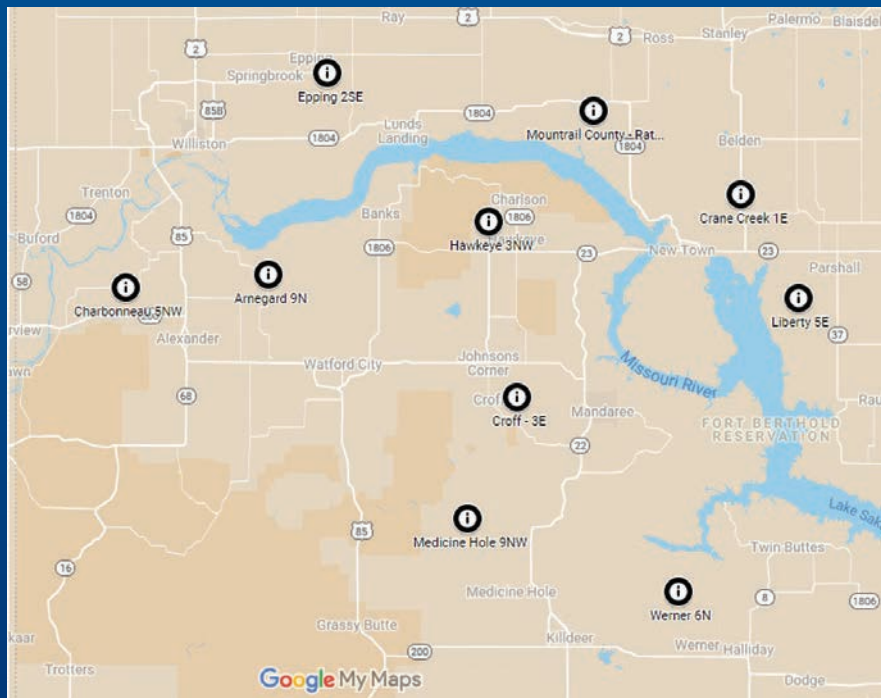 Ray
2
Palermo
Blaisdel
2
Ross
Stanley
2
Epping
Springbrook
Epping 2SE
85B
1804
Lunds
Landing
1804
Mountrail County - Rat...
1804
Belden
Williston
Trenton
1804
Crane Creek 1E
Charlson
1806
Banks
Buford
85
1806
Hawkeye
Hawkeye 3NW
23
New Town
23
Parshall
58
Arnegard 9N
Charbonneau 5NW
200
Liberty 5E
37
Alexander
Watford City
Johnsons
Corner
Missouri River
68
Croff - 3E
Mandaree
22
FORT BERTHOLD
RESERVATION
Lake Sak
85
Medicine Hole 9NW
Twin Buttes
16
Medicine Hole
Werner 6N
8
1806
Grassy Butte
Killdeer
Werner
Halliday
200
Trotters
Google My Maps
Dodge